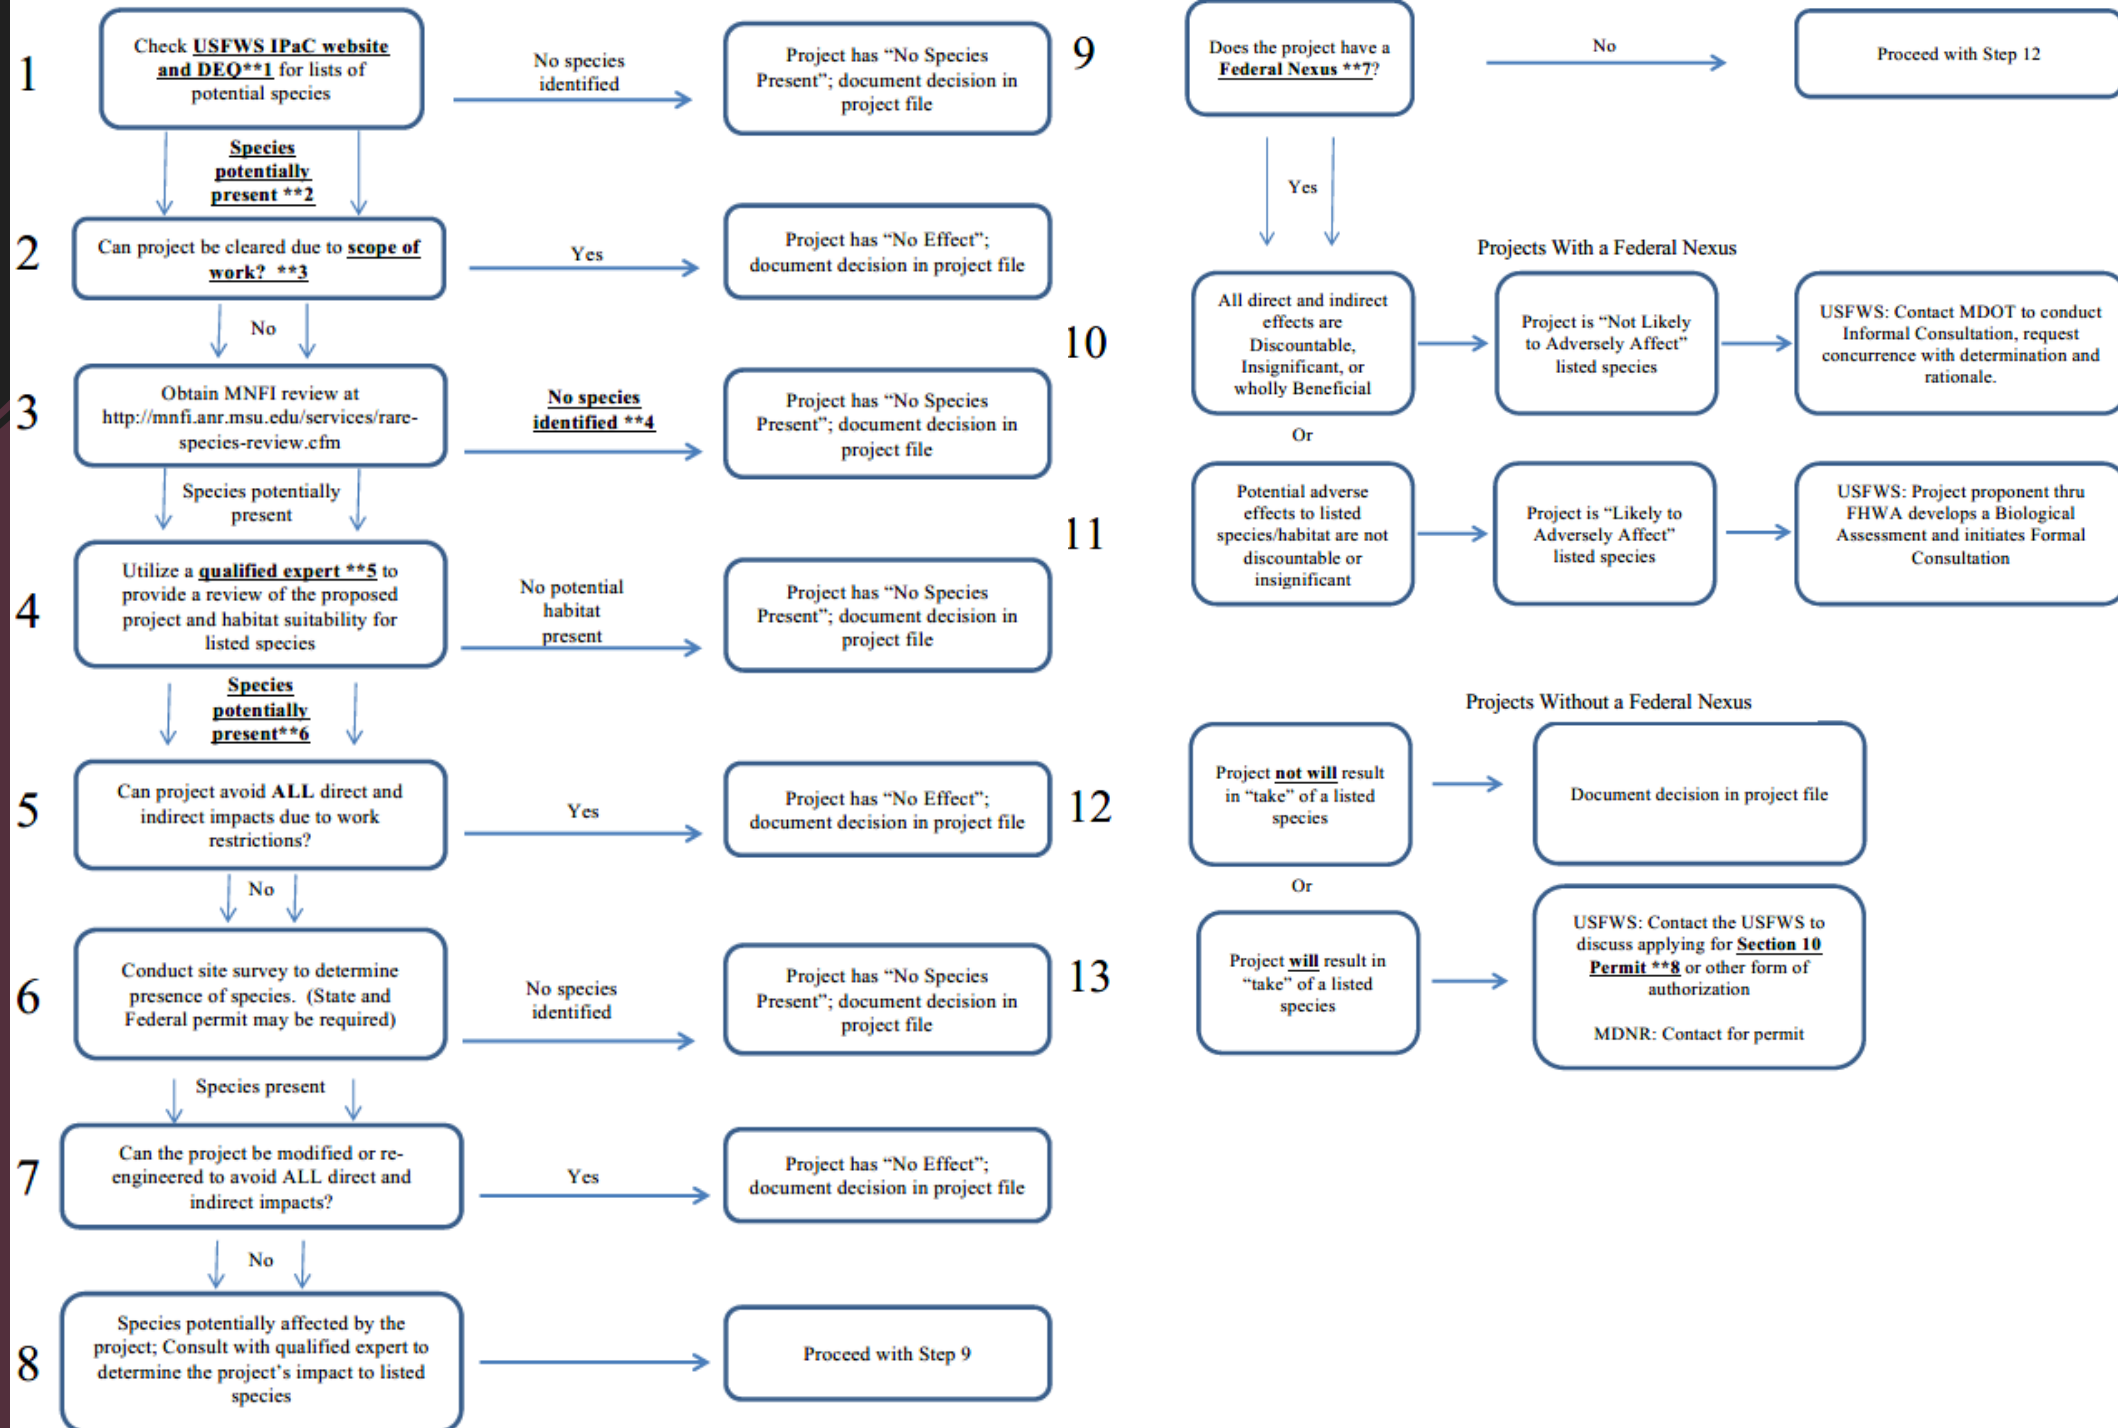 1
Check USFWS IPaC website
and DEQ**1 for lists of
potential species
No species
identified
Project has “No Species
Present”; document decision in
project file
Species
potentially
present **2
2
Can project be cleared due to scope of
work? **3
Yes
Project has “No Effect”;
document decision in project file
No
3
Obtain MNFI review at
http://mnfi.anr.msu.edu/services/rare-
species-review.cfm
No species
identified **4
Project has “No Species
Present”; document decision in
project file
Species potentially
present
4
Utilize a qualified expert **5 to
provide a review of the proposed
project and habitat suitability for
listed species
No potential
habitat
present
Project has “No Species
Present”; document decision in
project file
Species
potentially
present**6
5
Can project avoid ALL direct and
indirect impacts due to work
restrictions?
Yes
Project has “No Effect”;
document decision in project file
No
6
Conduct site survey to determine
presence of species. (State and
Federal permit may be required)
No species
identified
Project has “No Species
Present”; document decision in
project file
Species present
7
Can the project be modified or re-
engineered to avoid ALL direct and
indirect impacts?
Yes
Project has “No Effect”;
document decision in project file
No
8
Species potentially affected by the
project; Consult with qualified expert to
determine the project’s impact to listed
species
Proceed with Step 9
9
Does the project have a
Federal Nexus **7?
No
Proceed with Step 12
Yes
Projects With a Federal Nexus
10
All direct and indirect
effects are
Discountable,
Insignificant, or
wholly Beneficial
Project is “Not Likely
to Adversely Affect”
listed species
USFWS: Contact MDOT to conduct
Informal Consultation, request
concurrence with determination and
rationale.
Or
11
Potential adverse
effects to listed
species/habitat are not
discountable or
insignificant
Project is “Likely to
Adversely Affect”
listed species
USFWS: Project proponent thru
FHWA develops a Biological
Assessment and initiates Formal
Consultation
Projects Without a Federal Nexus
12
Project not will result
in “take” of a listed
species
Document decision in project file
Or
13
Project will result in
“take” of a listed
species
USFWS: Contact the USFWS to
discuss applying for Section 10
Permit **8 or other form of
authorization
MDNR: Contact for permit